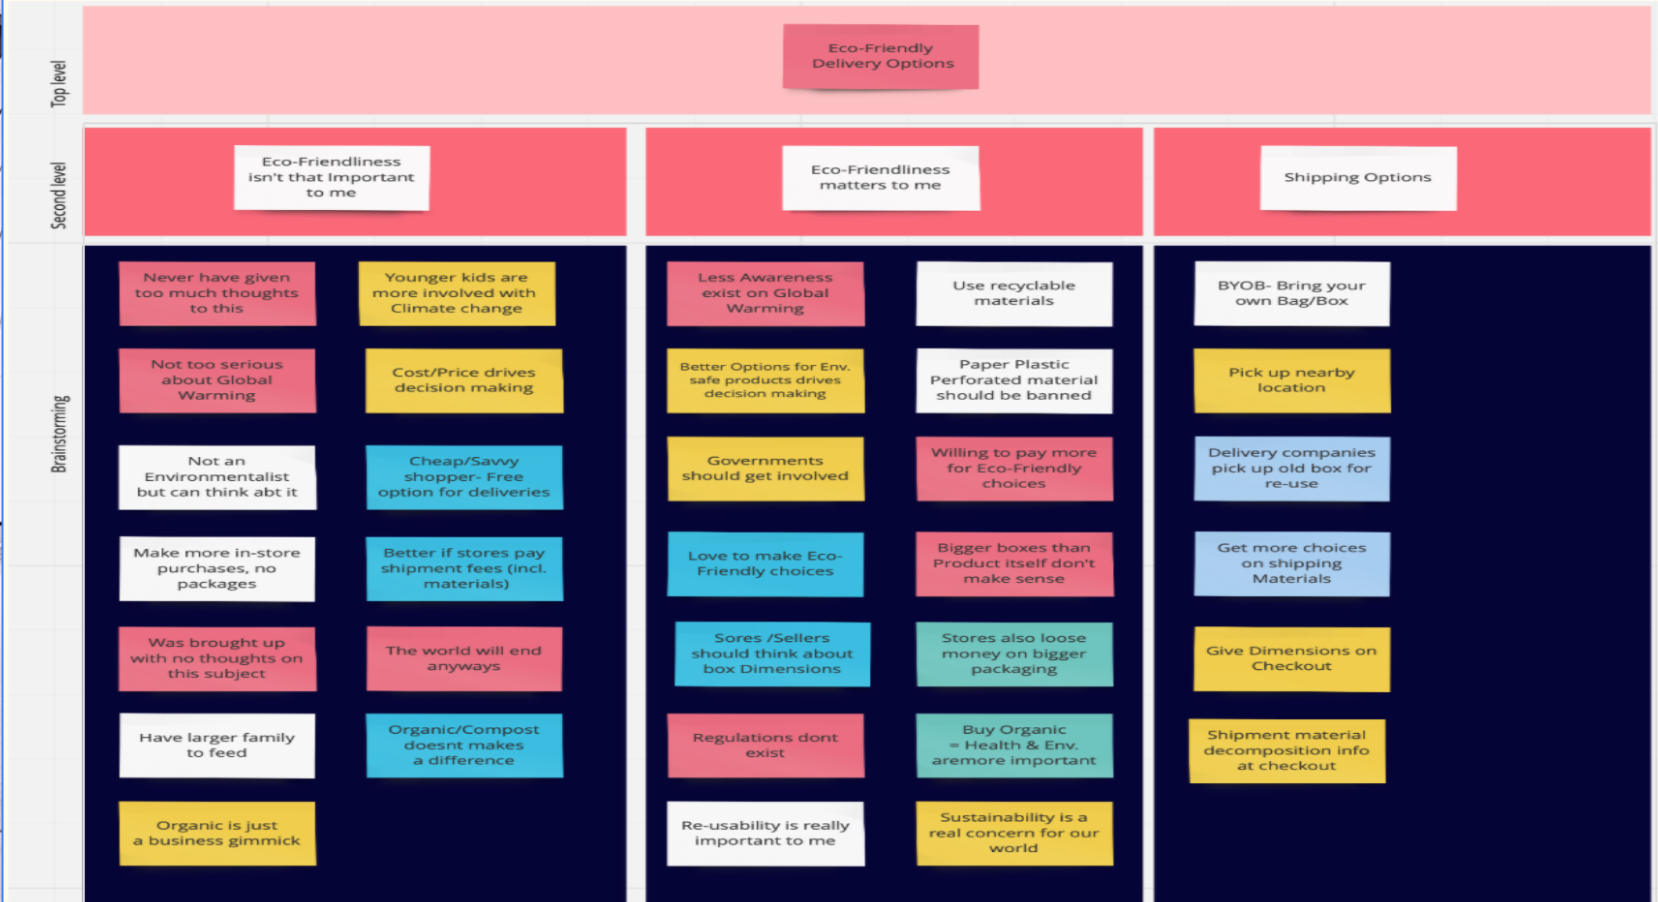 Top level
Eco-Friendly
Delivery Options
Second level
Eco-Friendliness
isn't that Important
to me
Eco-Friendliness
matters to me
Shipping Options
Brainstorming
Never have given
too much thoughts
to this
Younger kids are
more involved with
Climate change
Not too serious
about Global
Warming
Cost/Price drives
decision making
Not an
Environmentalist
but can think abt it
Cheap/Savvy
shopper- Free
option for deliveries
Make more in-store
purchases, no
packages
Better if stores pay
shipment fees (incl.
materials)
Was brought up
with no thoughts on
this subject
The world will end
anyways
Have larger family
to feed
Organic/Compost
doesnt makes
a difference
Organic is just
a business gimmick
Less Awareness
exist on Global
Warming
Use recyclable
materials
Better Options for Env.
safe products drives
decision making
Paper Plastic
Perforated material
should be banned
Governments
should get involved
Willing to pay more
for Eco-Friendly
choices
Love to make Eco-
Friendly choices
Bigger boxes than
Product itself don't
make sense
Sores /Sellers
should think about
box Dimensions
Stores also loose
money on bigger
packaging
Regulations dont
exist
Buy Organic
= Health & Env.
aremore important
Re-usability is really
important to me
Sustainability is a
real concern for our
world
BYOB- Bring your
own Bag/Box
Pick up nearby
location
Delivery companies
pick up old box for
re-use
Get more choices
on shipping
Materials
Give Dimensions on
Checkout
Shipment material
decomposition info
at checkout